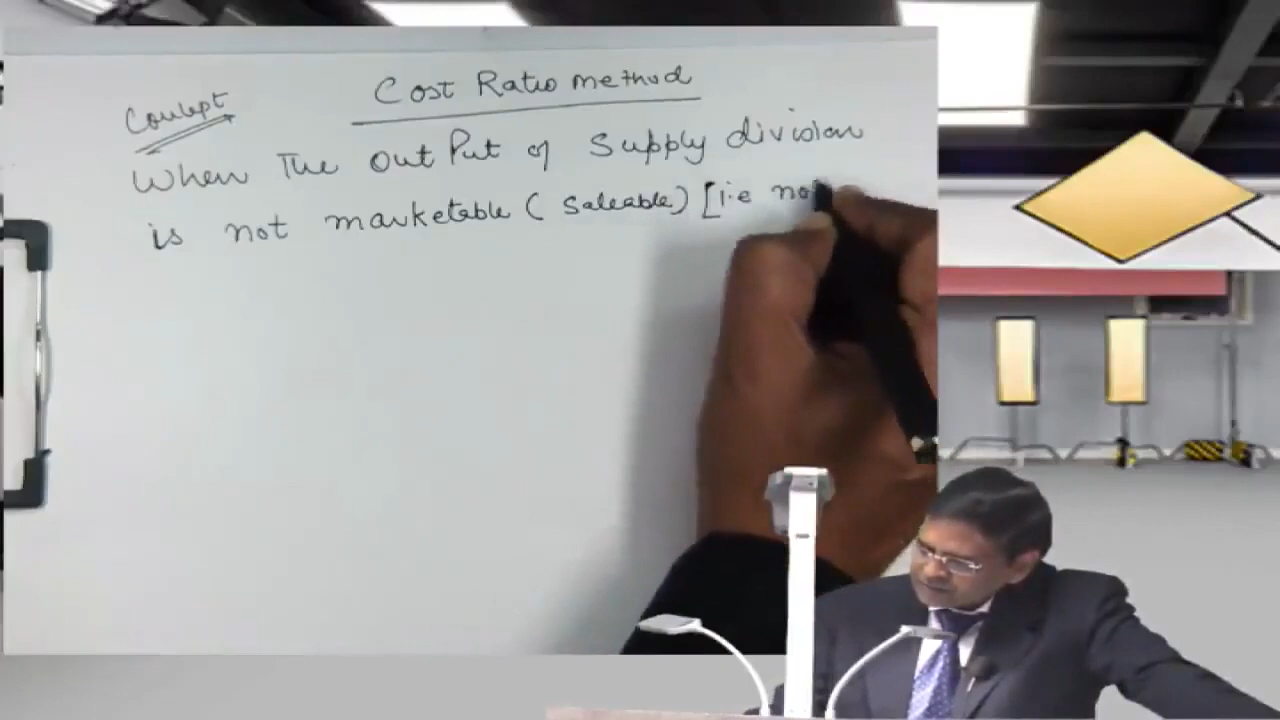 Cost Ratio method
Concept
When The out Put of Supply division
is not marketable ( Saleable) [i.e no